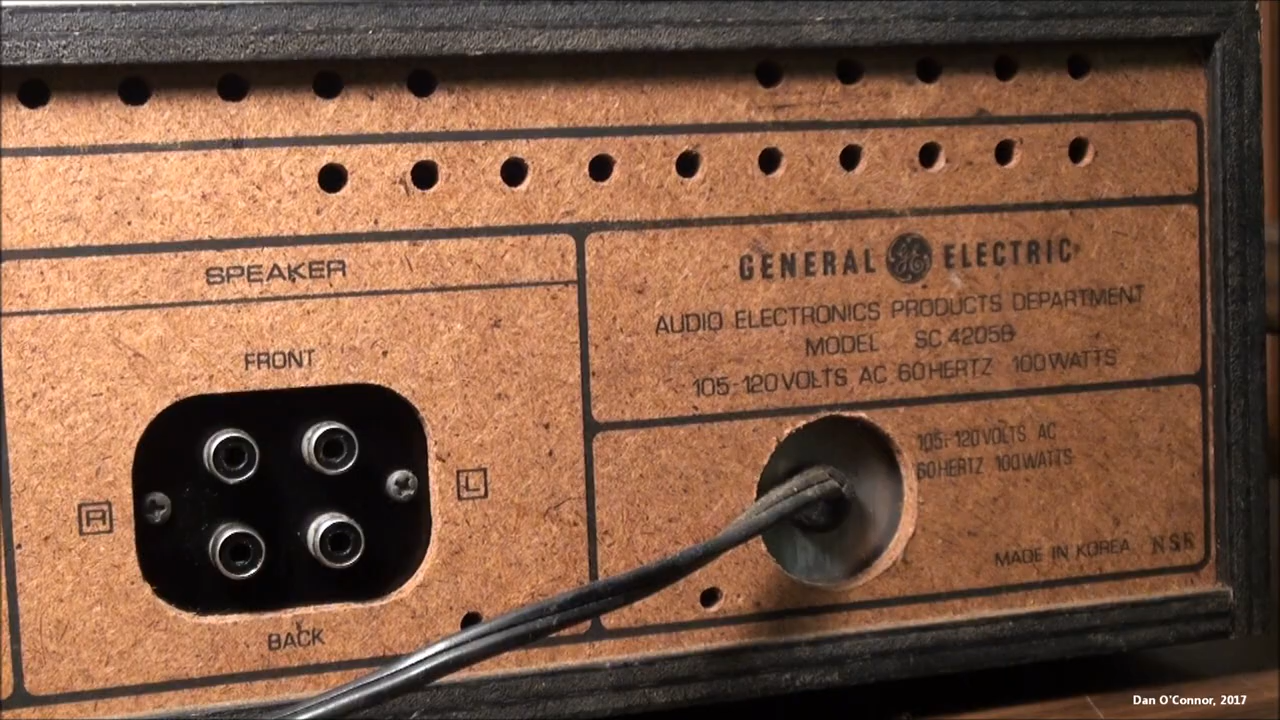 SPEAKER
FRONT
R
L
BACK
GENERAL GE ELECTRIC
AUDIO ELECTRONICS PRODUCTS DEPARTMENT
MODEL SC 4205B
105-120 VOLTS AC 60 HERTZ 100 WATTS
105-120 VOLTS AC
60 HERTZ 100 WATTS
MADE IN KOREA NSK
Dan O'Connor, 2017